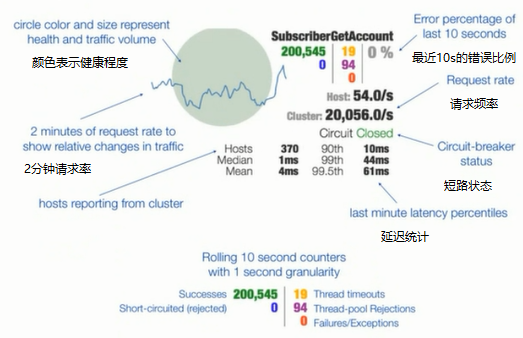 circle color and size represent
health and traffic volume
颜色表示健康程度
SubscriberGetAccount
200,545 19 0 %
0 94
0
Error percentage of
last 10 seconds
最近10s的错误比例
Host: 54.0/s
Cluster: 20,056.0/s
Request rate
请求频率
Circuit Closed
Hosts 370 90th 10ms
Median 1ms 99th 44ms
Mean 4ms 99.5th 61ms
Circuit-breaker
status
短路状态
2 minutes of request rate to
show relative changes in traffic
2分钟请求率
hosts reporting from cluster
last minute latency percentiles
延迟统计
Rolling 10 second counters
with 1 second granularity
Successes 200,545 19 Thread timeouts
Short-circuited (rejected) 0 94 Thread-pool Rejections
0 Failures/Exceptions